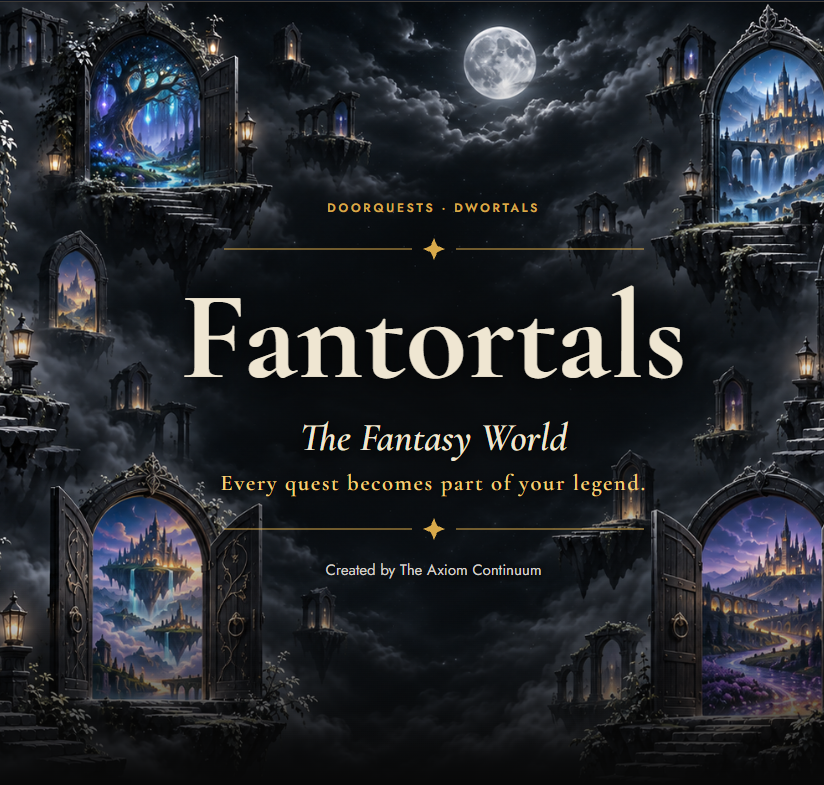 DOORQUESTS · DWORTALS
Fantortals
The Fantasy World
Every quest becomes part of your legend.
Created by The Axiom Continuum